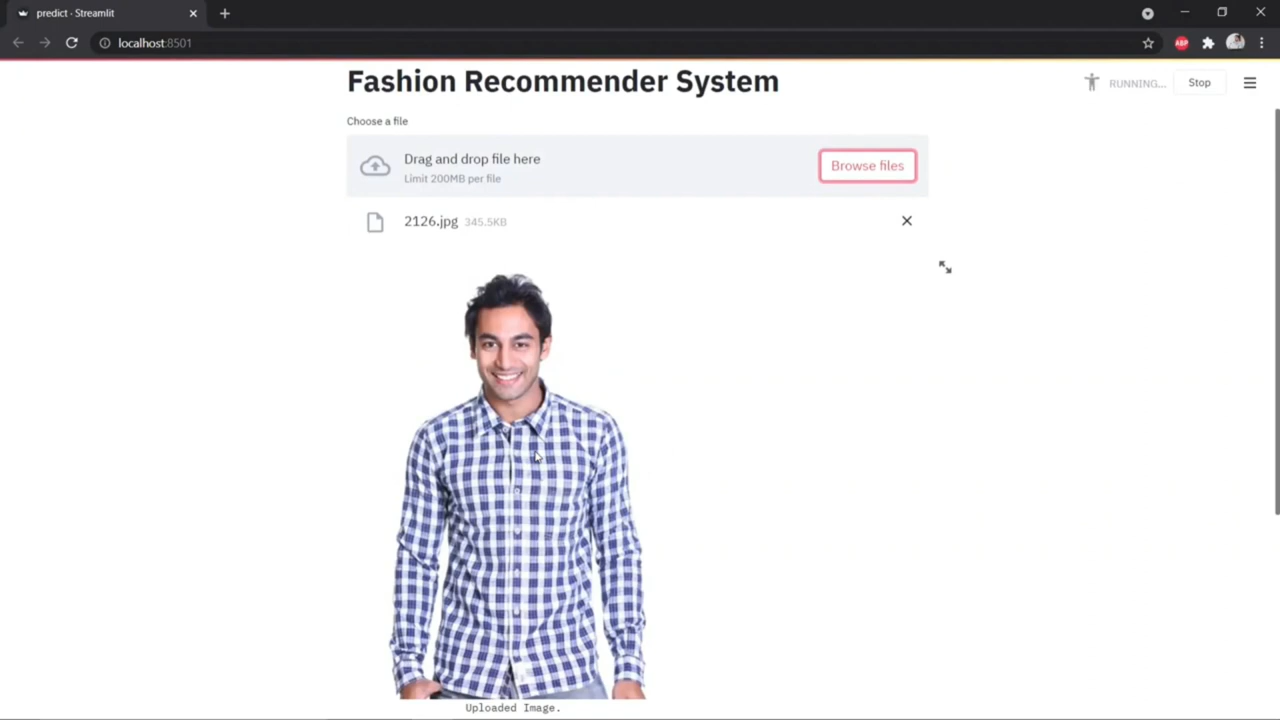 predict · Streamlit
localhost:8501
ABP
Fashion Recommender System
RUNNING...
Stop
Choose a file
Drag and drop file here
Limit 200MB per file
Browse files
2126.jpg 345.5KB
Uploaded Image.